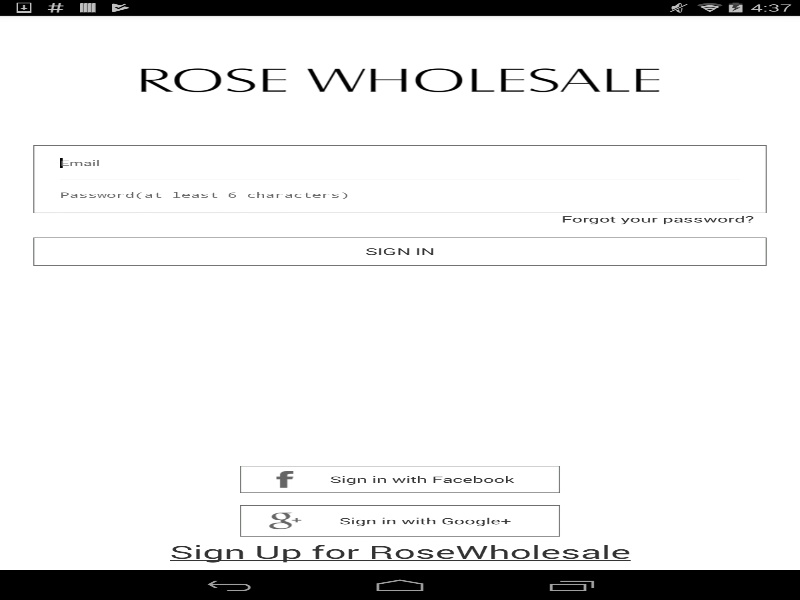 4:37
ROSE WHOLESALE
Email
Password(at least 6 characters)
Forgot your password?
SIGN IN
f Sign in with Facebook
g+ Sign in with Google+
Sign Up for RoseWholesale